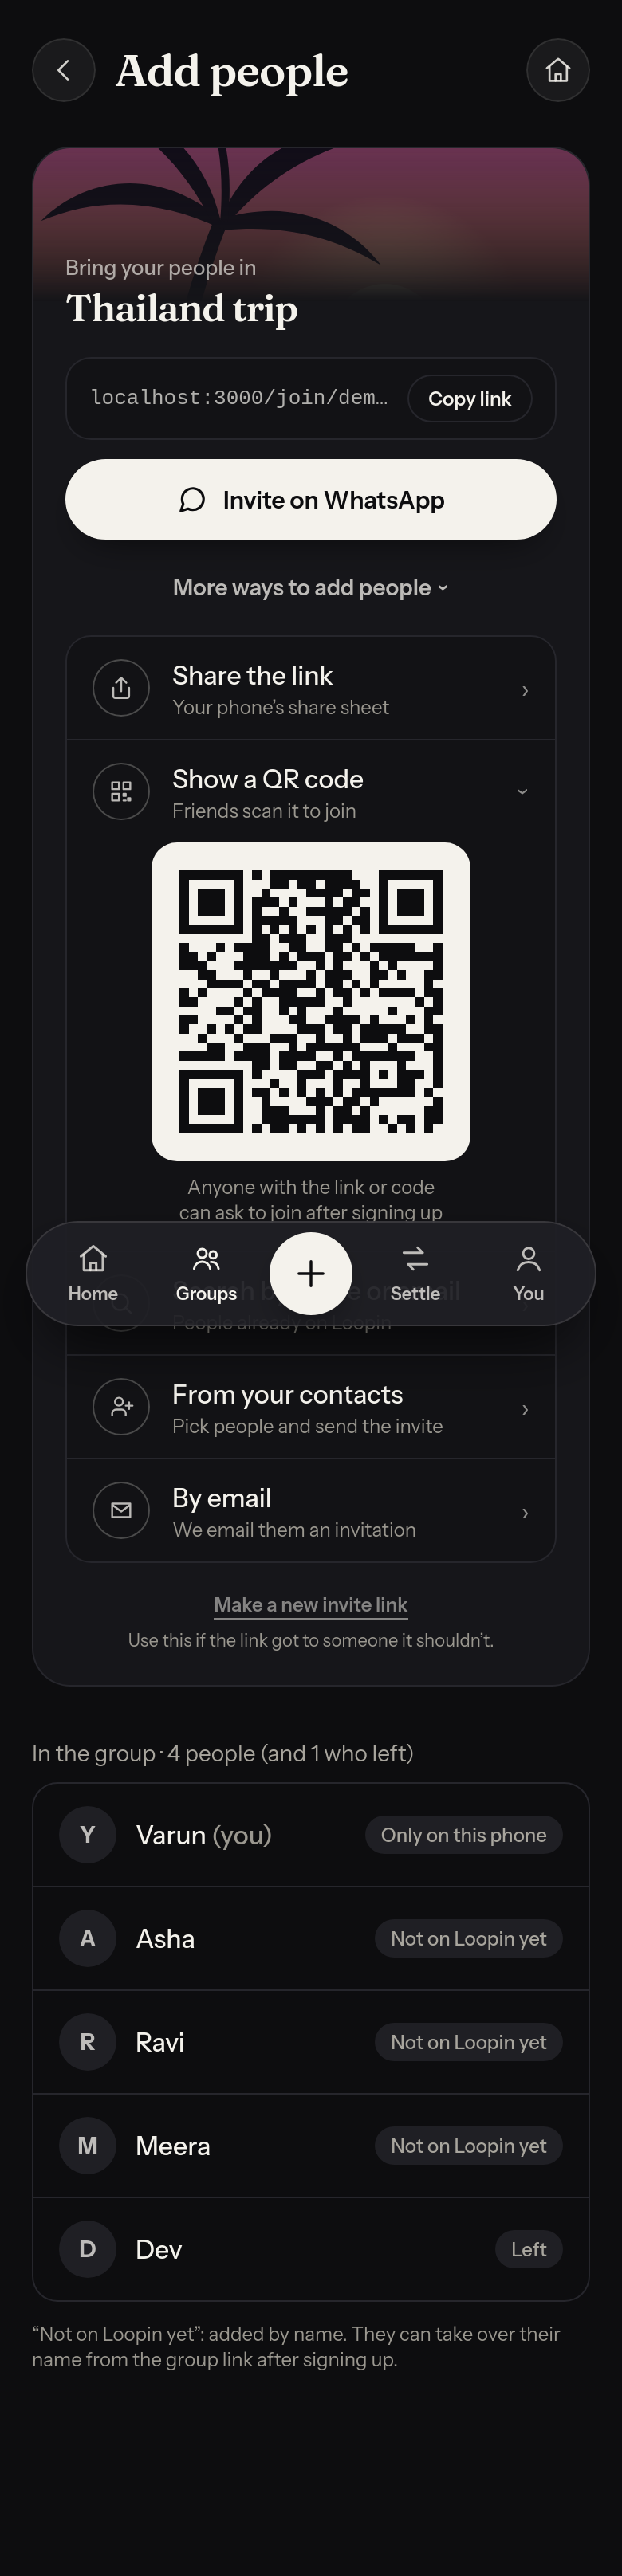 Add people
Bring your people in
Thailand trip
localhost:3000/join/dem…
Copy link
Invite on WhatsApp
More ways to add people
Share the link
Your phone’s share sheet
Show a QR code
Friends scan it to join
Anyone with the link or code
can ask to join after signing up
Home
Groups
Settle
You
People already on Loopin
From your contacts
Pick people and send the invite
By email
We email them an invitation
Make a new invite link
Use this if the link got to someone it shouldn’t.
In the group · 4 people (and 1 who left)
Y
Varun (you)
Only on this phone
A
Asha
Not on Loopin yet
R
Ravi
Not on Loopin yet
M
Meera
Not on Loopin yet
D
Dev
Left
“Not on Loopin yet”: added by name. They can take over their
name from the group link after signing up.